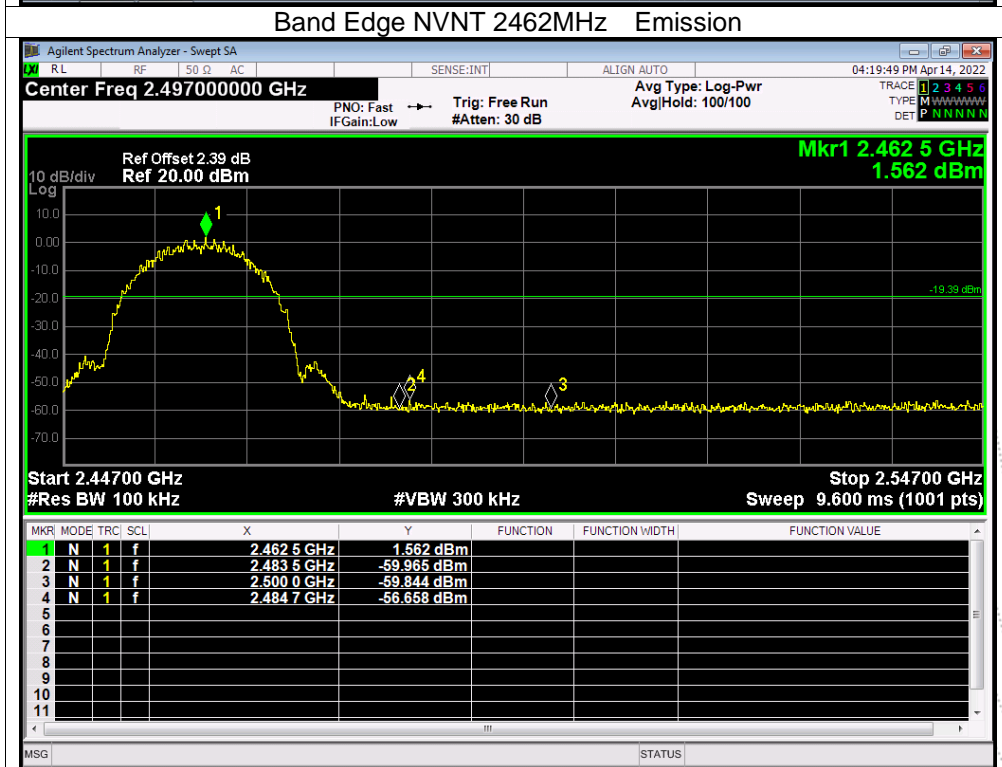 Band Edge NVNT 2462MHz Emission
Agilent Spectrum Analyzer - Swept SA
LXI RL RF 50 Ω AC SENSE:INT ALIGN AUTO 04:19:49 PM Apr 14, 2022
Center Freq 2.497000000 GHz
PNO: Fast
IFGain:Low
Trig: Free Run
#Atten: 30 dB
Avg Type: Log-Pwr
Avg|Hold: 100/100
TRACE 1 2 3 4 5 6
TYPE M WWWWW
DET P N N N N N
Mkr1 2.462 5 GHz
1.562 dBm
Ref Offset 2.39 dB
10 dB/div Ref 20.00 dBm
Log
10.0
0.00
-10.0
-20.0
-30.0
-40.0
-50.0
-60.0
-70.0
1
2
4
3
-19.39 dBm
Start 2.44700 GHz Stop 2.54700 GHz
#Res BW 100 kHz #VBW 300 kHz Sweep 9.600 ms (1001 pts)
MKR MODE TRC SCL X Y FUNCTION FUNCTION WIDTH FUNCTION VALUE
1 N 1 f 2.462 5 GHz 1.562 dBm
2 N 1 f 2.483 5 GHz -59.965 dBm
3 N 1 f 2.500 0 GHz -59.844 dBm
4 N 1 f 2.484 7 GHz -56.658 dBm
5
6
7
8
9
10
11
MSG STATUS